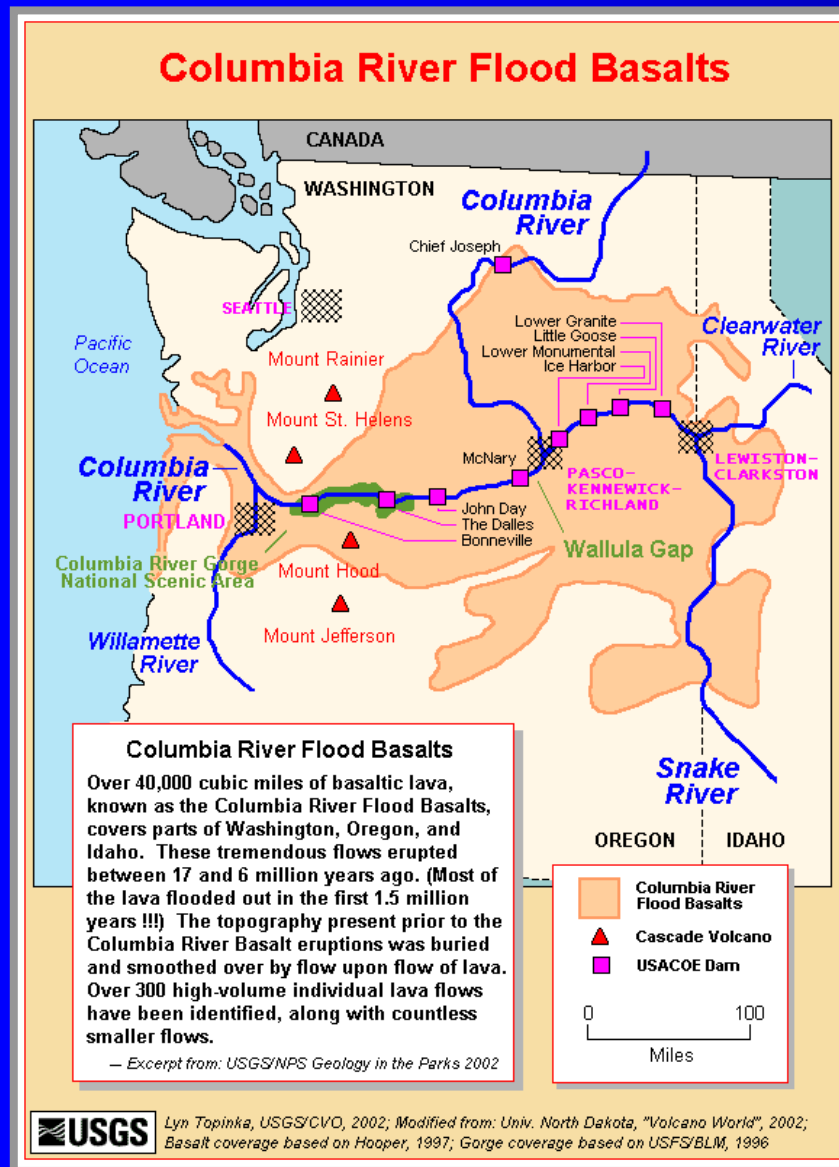 Columbia River Flood Basalts
CANADA
WASHINGTON
Columbia
River
Chief Joseph
SEATTLE
Lower Granite
Little Goose
Lower Monumental
Ice Harbor
Clearwater
River
Pacific
Ocean
Mount Rainier
Mount St. Helens
Columbia
River
McNary
PASCO-
KENNEWICK-
RICHLAND
LEWISTON-
CLARKSTON
PORTLAND
John Day
The Dalles
Bonneville
Wallula Gap
Columbia River Gorge
National Scenic Area
Mount Hood
Mount Jefferson
Willamette
River
Snake
River
OREGON
IDAHO
Columbia River Flood Basalts
Over 40,000 cubic miles of basaltic lava,
known as the Columbia River Flood Basalts,
covers parts of Washington, Oregon, and
Idaho. These tremendous flows erupted
between 17 and 6 million years ago. (Most of
the lava flooded out in the first 1.5 million
years !!!) The topography present prior to the
Columbia River Basalt eruptions was buried
and smoothed over by flow upon flow of lava.
Over 300 high-volume individual lava flows
have been identified, along with countless
smaller flows.
— Excerpt from: USGS/NPS Geology in the Parks 2002
Columbia River
Flood Basalts
Cascade Volcano
USACOE Dam
0 100
Miles
USGS
Lyn Topinka, USGS/CVO, 2002; Modified from: Univ. North Dakota, "Volcano World", 2002;
Basalt coverage based on Hooper, 1997; Gorge coverage based on USFS/BLM, 1996